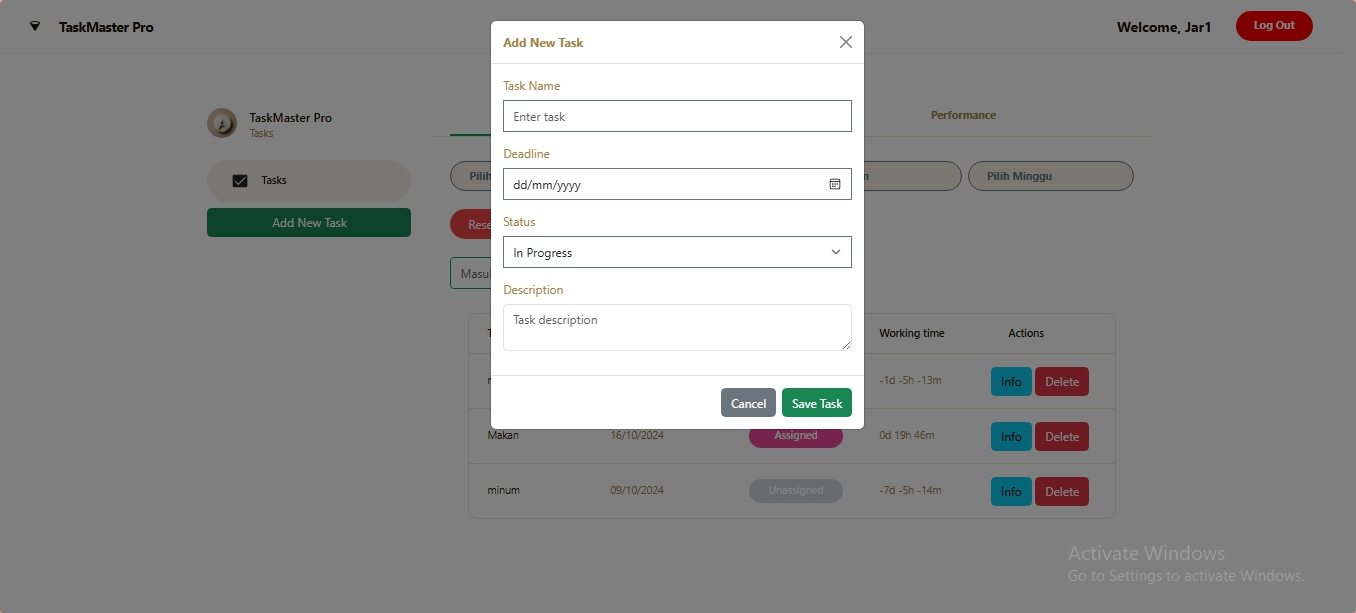 TaskMaster Pro
Welcome, Jar1
Log Out
Add New Task
Task Name
Enter task
Deadline
dd/mm/yyyy
Status
In Progress
Description
Task description
Cancel
Save Task
TaskMaster Pro
Tasks
Tasks
Add New Task
Performance
Pilih Minggu
Working time
Actions
-1d -5h -13m
Info
Delete
Makan
16/10/2024
Assigned
0d 19h 46m
Info
Delete
minum
09/10/2024
Unassigned
-7d -5h -14m
Info
Delete
Activate Windows
Go to Settings to activate Windows.